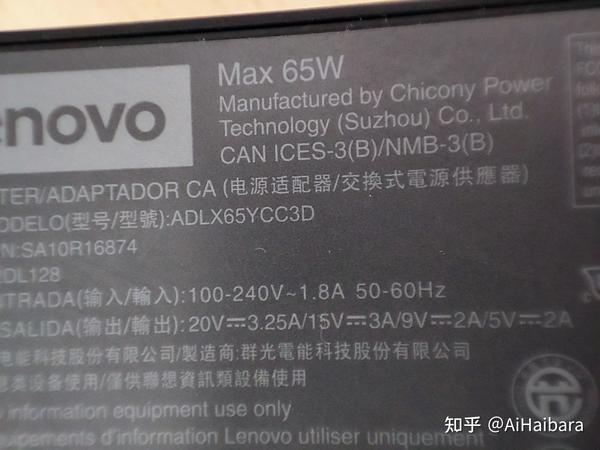 enovo
Max 65W
Manufactured by Chicony Power
Technology (Suzhou) Co., Ltd.
CAN ICES-3(B)/NMB-3(B)
TER/ADAPTADOR CA (电源适配器/交換式電源供應器)
ODELO(型号/型號):ADLX65YCC3D
N:SA10R16874
DL128
NTRADA(输入/輸入):100-240V~1.8A 50-60Hz
SALIDA(输出/輸出):20V⎓3.25A/15V⎓3A/9V⎓2A/5V⎓2A
电能科技股份有限公司/製造商:群光電能科技股份有限公司
息类设备使用/僅供聯想資訊類設備使用
information equipment use only
uipements d'information Lenovo utiliser uniquement
知乎 @AiHaibara